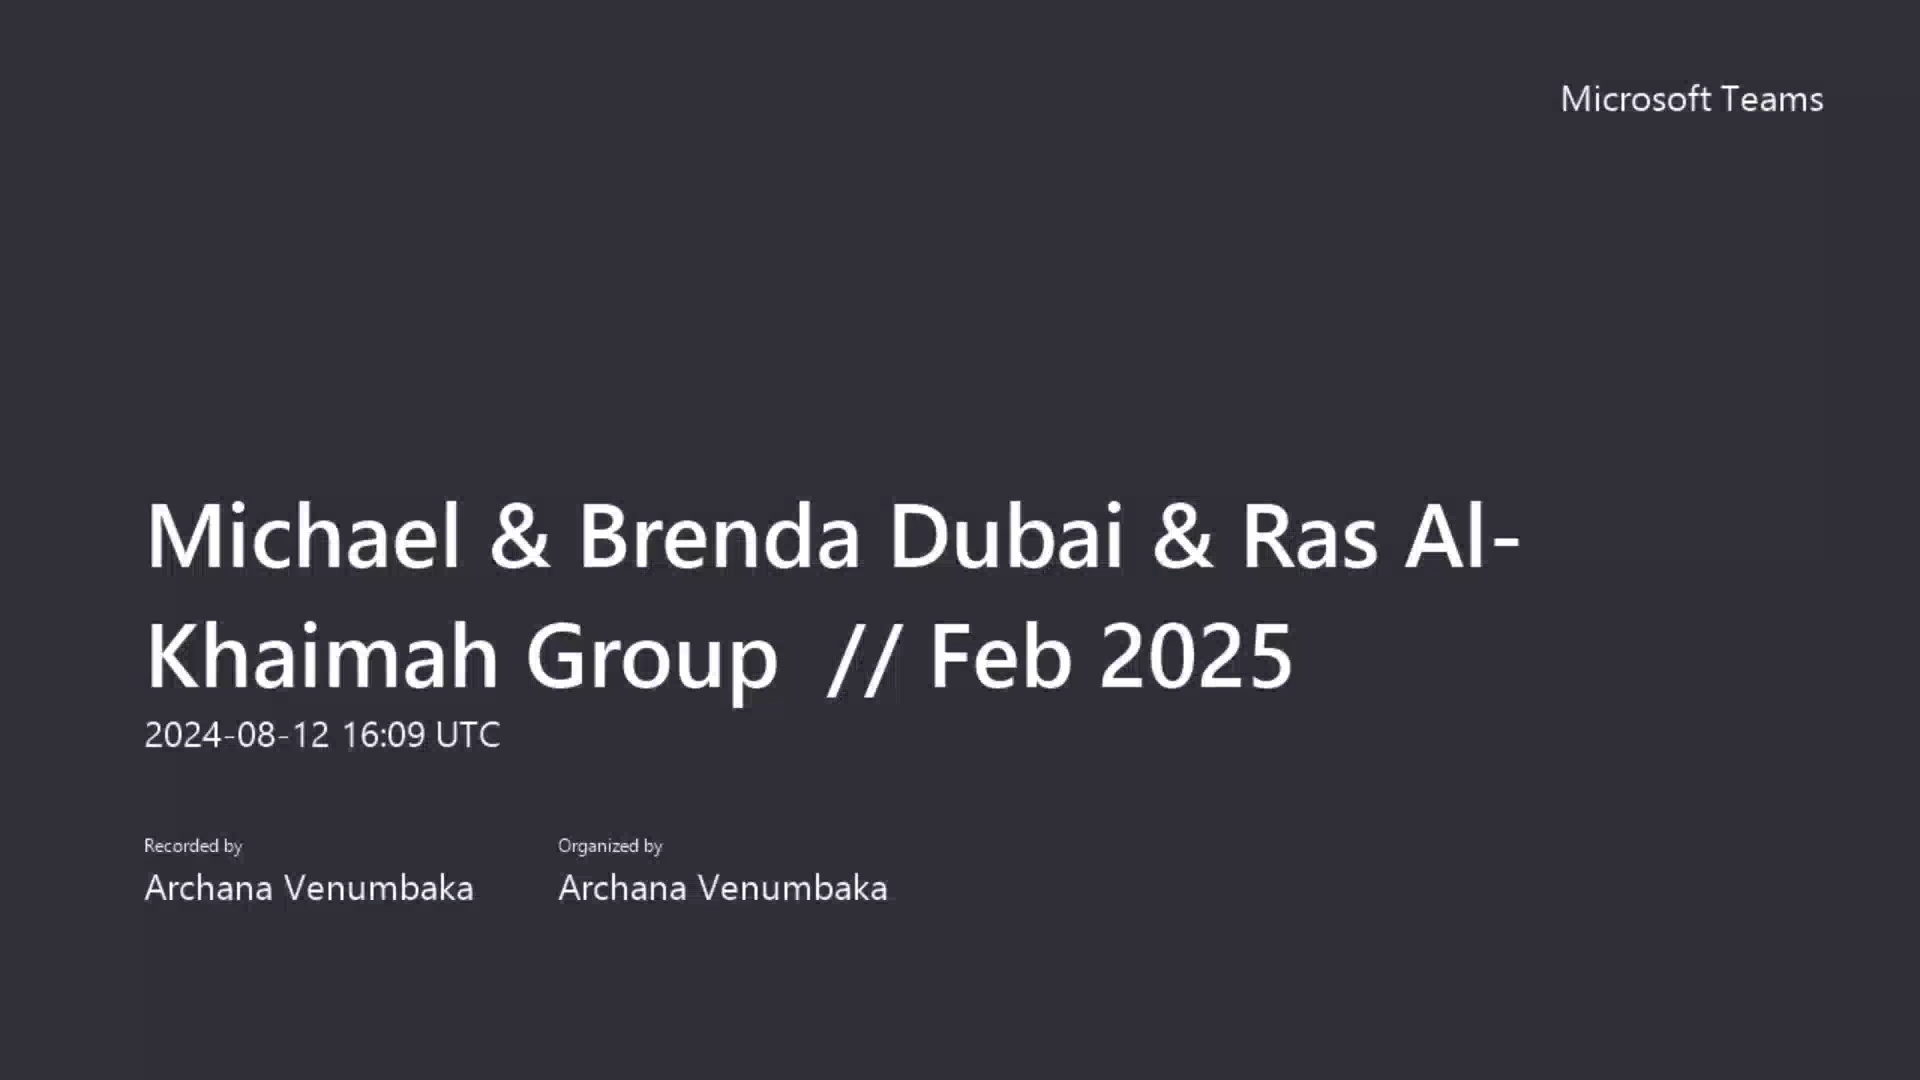 Microsoft Teams
Michael & Brenda Dubai & Ras Al-
Khaimah Group  // Feb 2025
2024-08-12 16:09 UTC
Recorded by
Organized by
Archana Venumbaka
Archana Venumbaka